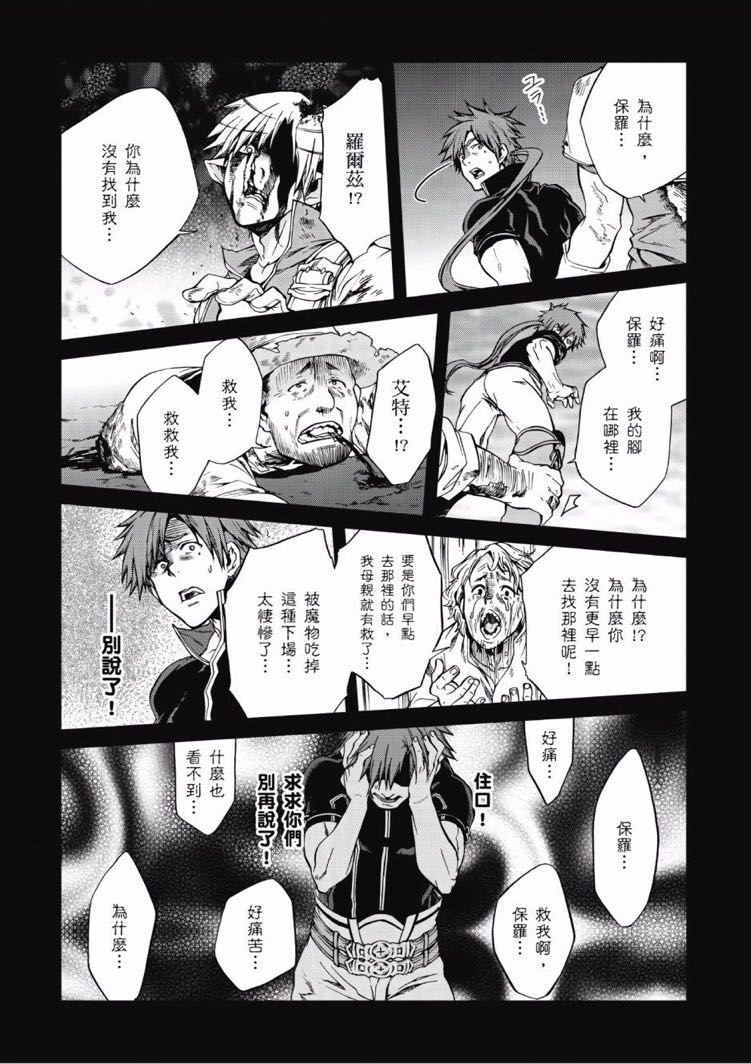 為什麼，
保羅…
ユラ…
羅爾茲!?
你為什麼
沒有找到我…
好痛啊…
保羅…
我的腳
在哪裡…
艾特…!?
救我…
救救我…
為什麼!?
為什麼你
沒有更早一點
去找那裡呢！
要是你們早點
去那裡的話，
我母親就有救了…
被魔物吃掉
這種下場…
太悽慘了…
——別說了！
好痛…
保羅…
住口！
求求你們
別再說了！
什麼也
看不到…
救我啊，
保羅…
好痛苦…
為什麼…